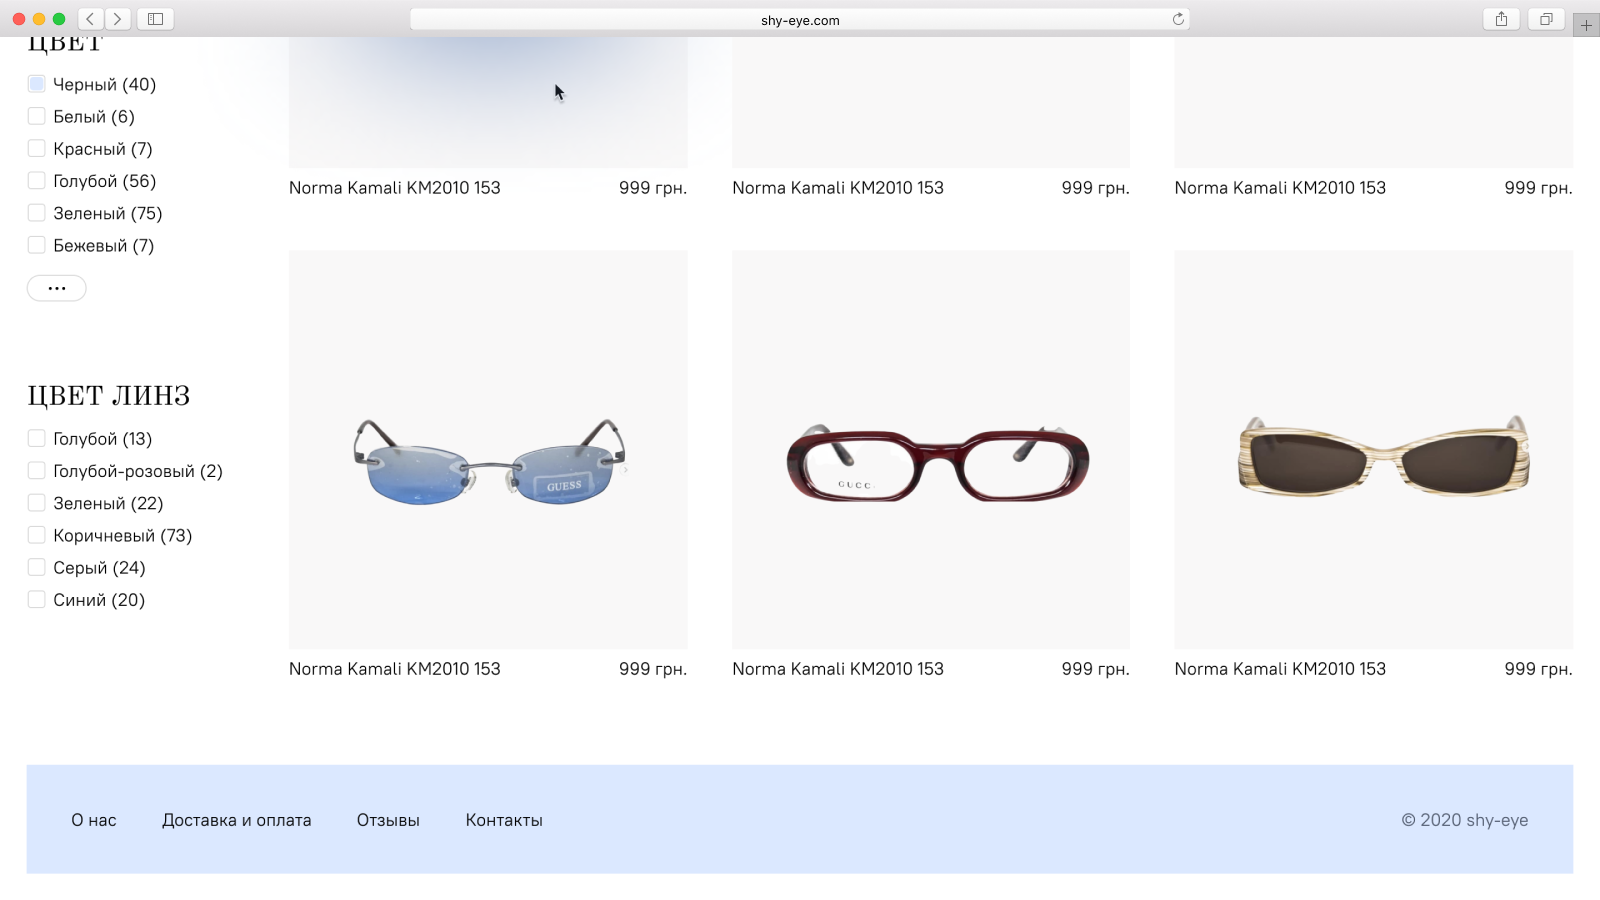 shy-eye.com
ЦВЕТ
Черный (40)
Белый (6)
Красный (7)
Голубой (56)
Зеленый (75)
Бежевый (7)
...
ЦВЕТ ЛИНЗ
Голубой (13)
Голубой-розовый (2)
Зеленый (22)
Коричневый (73)
Серый (24)
Синий (20)
Norma Kamali KM2010 153 999 грн.
Norma Kamali KM2010 153 999 грн.
Norma Kamali KM2010 153 999 грн.
GUESS
GUCC
Norma Kamali KM2010 153 999 грн.
Norma Kamali KM2010 153 999 грн.
Norma Kamali KM2010 153 999 грн.
О нас Доставка и оплата Отзывы Контакты © 2020 shy-eye